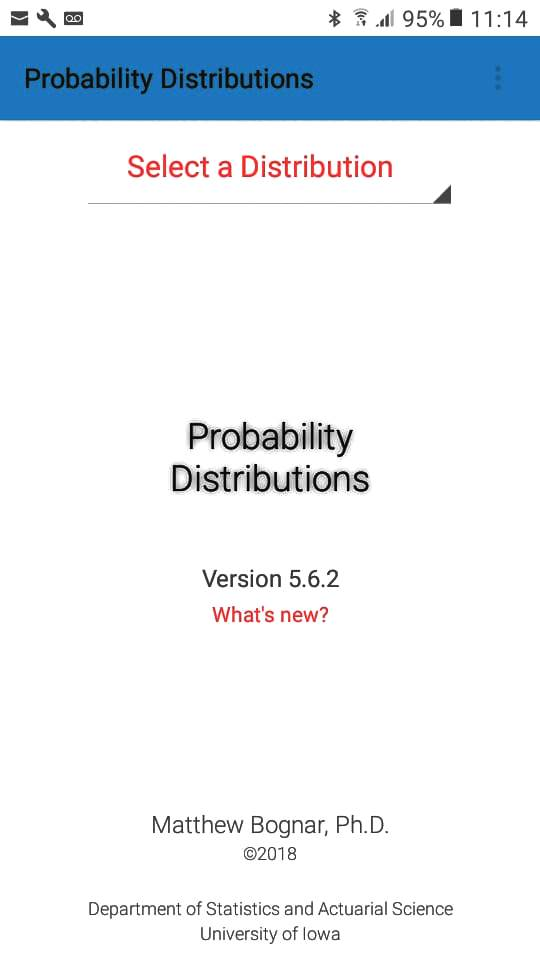 95% 11:14
Probability Distributions
Select a Distribution
Probability
Distributions
Version 5.6.2
What's new?
Matthew Bognar, Ph.D.
©2018
Department of Statistics and Actuarial Science
University of Iowa